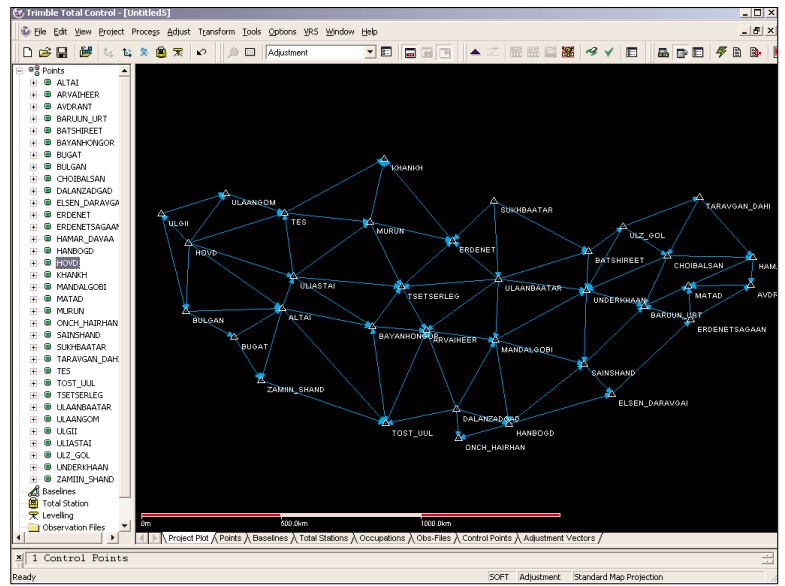 Trimble Total Control - [Untitled5]
File Edit View Project Process Adjust Transform Tools Options VRS Window Help
Adjustment
Points
ALTAI
ARVAIHEER
AVDRANT
BARUUN_URT
BATSHIREET
BAYANHONGOR
BUGAT
BULGAN
CHOIBALSAN
DALANZADGAD
ELSEN_DARAVGA
ERDENET
ERDENETSAGAAN
HAMAR_DAVAA
HANBOGD
HOVD
KHANKH
MANDALGOBI
MATAD
MURUN
ONCH_HAIRHAN
SAINSHAND
SUKHBAATAR
TARAVGAN_DAH
TES
TOST_UUL
TSETSERLEG
ULAANBAATAR
ULAANGOM
ULGII
ULIASTAI
ULZ_GOL
UNDERKHAAN
ZAMIIN_SHAND
Baselines
Total Station
Levelling
Observation Files
KHANKH
ULAANGOM
ULGII
TES
MURUN
SUKHBAATAR
TARAVGAN_DAHI
ULZ_GOL
HOVD
ERDENET
BATSHIREET
CHOIBALSAN
HAM
ULIASTAI
TSETSERLEG
ULAANBAATAR
UNDERKHAAN
MATAD
AVDR
BULGAN
ALTAI
BARUUN_URT
ERDENETSAGAAN
BUGAT
BAYANHONGOR
ARVAIHEER
MANDALGOBI
SAINSHAND
ZAMIIN_SHAND
ELSEN_DARAVGAI
DALANZADGAD
TOST_UUL
HANBOGD
ONCH_HAIRHAN
0m 500.0km 1000.0km
Project Plot Points Baselines Total Stations Occupations Obs-Files Control Points Adjustment Vectors
1 Control Points
Ready SOFT Adjustment Standard Map Projection